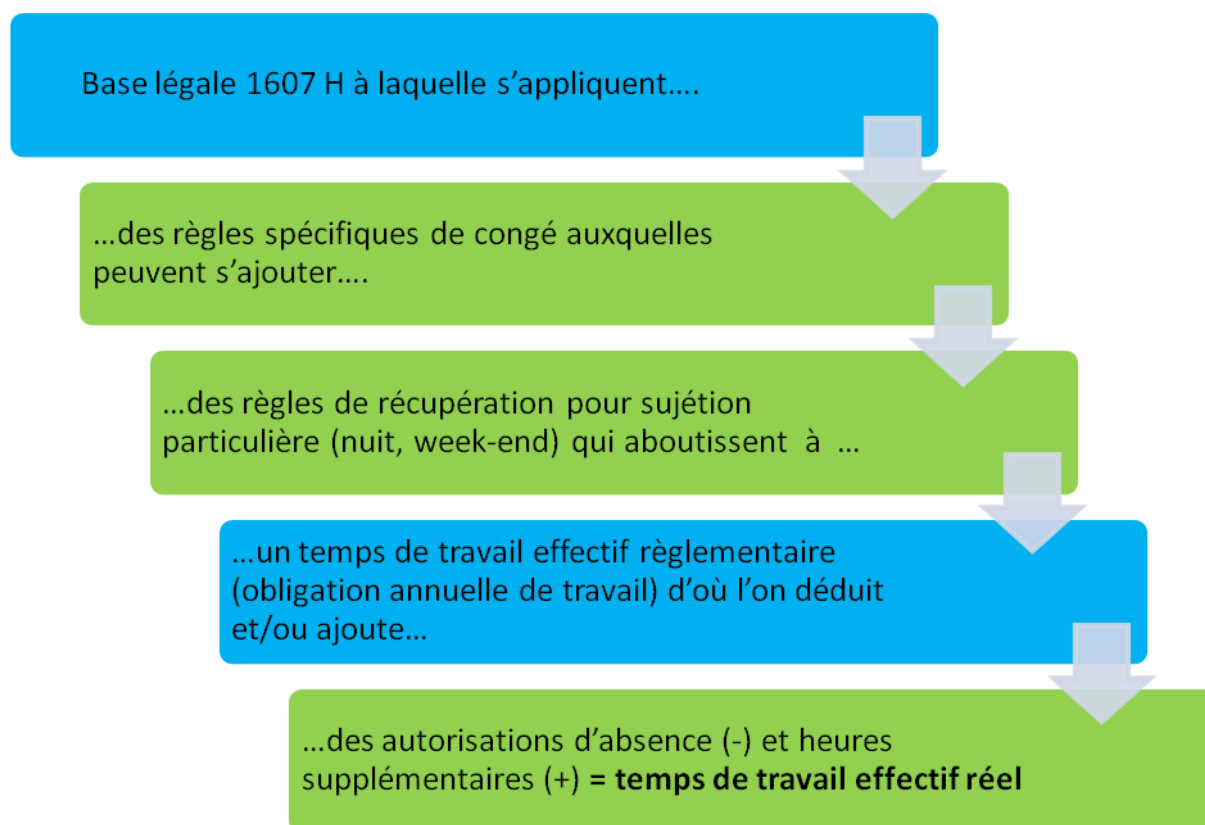 Base légale 1607 H à laquelle s’appliquent….
…des règles spécifiques de congé auxquelles
peuvent s’ajouter….
…des règles de récupération pour sujétion
particulière (nuit, week-end) qui aboutissent à …
…un temps de travail effectif règlementaire
(obligation annuelle de travail) d’où l’on déduit
et/ou ajoute…
…des autorisations d’absence (-) et heures
supplémentaires (+) = temps de travail effectif réel